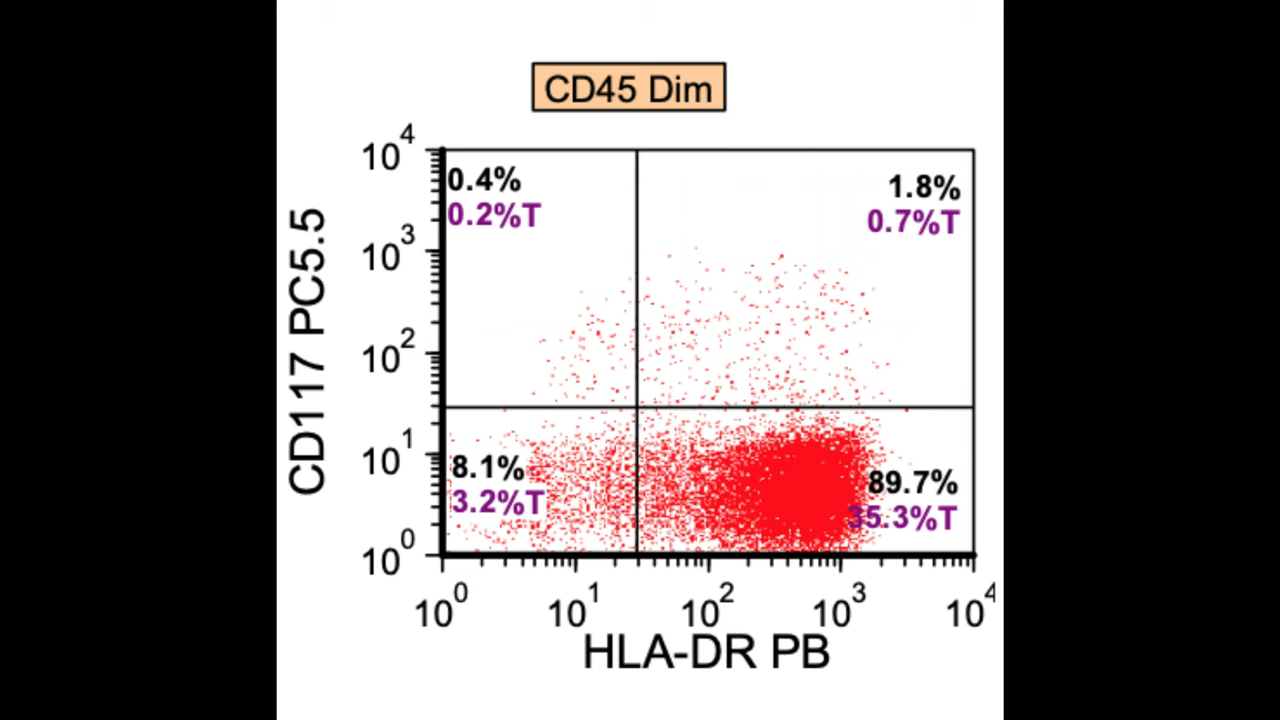 CD45 Dim
CD117 PC5.5
10^4
10^3
10^2
10^1
10^0
0.4%
0.2%T
1.8%
0.7%T
8.1%
3.2%T
89.7%
35.3%T
10^0 10^1 10^2 10^3 10^4
HLA-DR PB